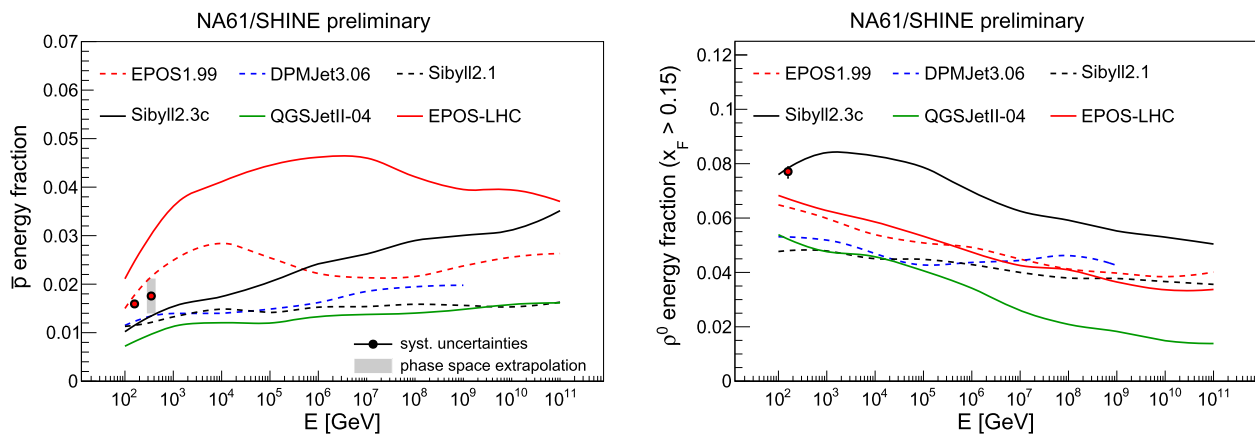 NA61/SHINE preliminary
p̅ energy fraction
0.07
0.06
0.05
0.04
0.03
0.02
0.01
0
EPOS1.99 DPMJet3.06 Sibyll2.1
Sibyll2.3c QGSJetII-04 EPOS-LHC
syst. uncertainties
phase space extrapolation
10² 10³ 10⁴ 10⁵ 10⁶ 10⁷ 10⁸ 10⁹ 10¹⁰ 10¹¹
E [GeV]
NA61/SHINE preliminary
ρ⁰ energy fraction (x_F > 0.15)
0.12
0.1
0.08
0.06
0.04
0.02
0
EPOS1.99 DPMJet3.06 Sibyll2.1
Sibyll2.3c QGSJetII-04 EPOS-LHC
10² 10³ 10⁴ 10⁵ 10⁶ 10⁷ 10⁸ 10⁹ 10¹⁰ 10¹¹
E [GeV]